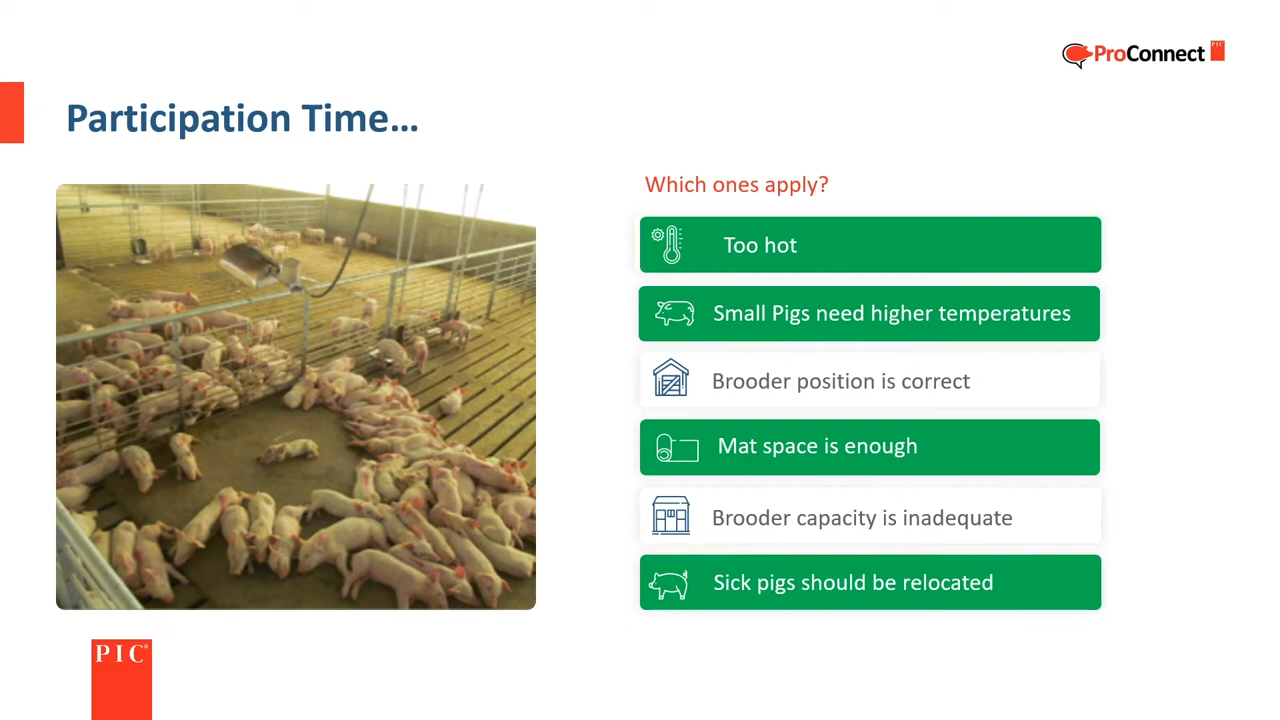 ProConnect PIC
Participation Time...
Which ones apply?
Too hot
Small Pigs need higher temperatures
Brooder position is correct
Mat space is enough
Brooder capacity is inadequate
Sick pigs should be relocated
PIC®